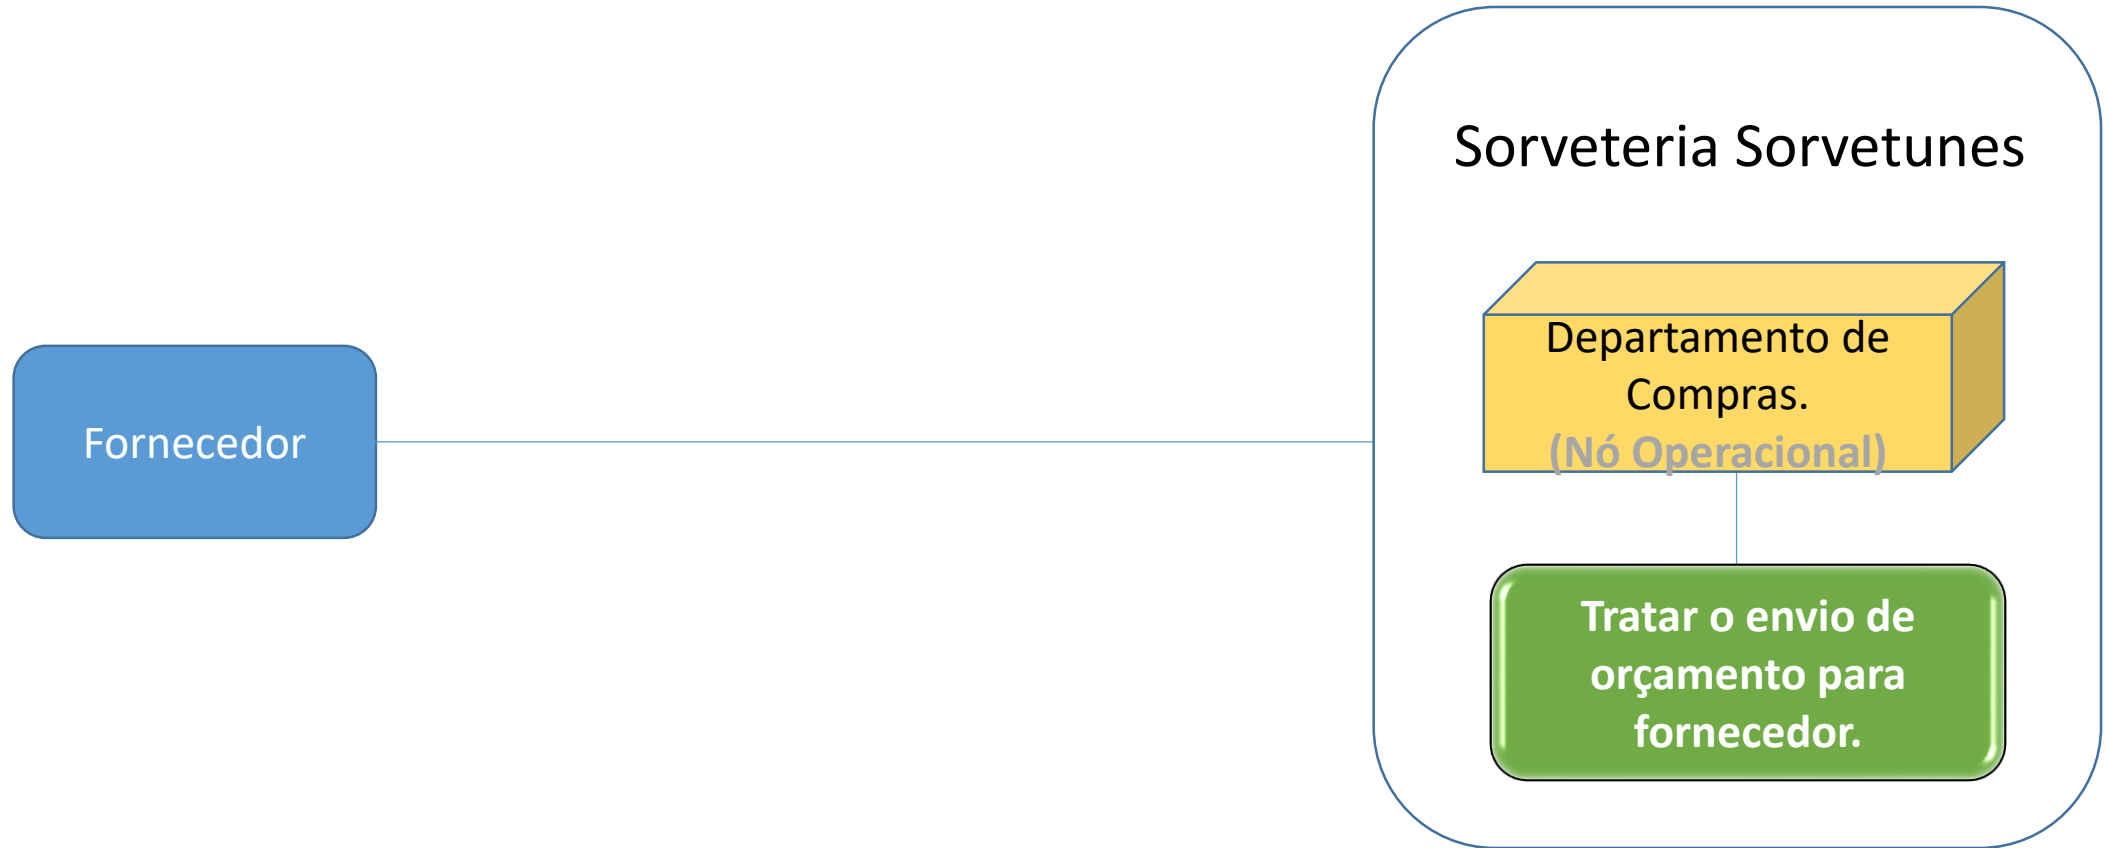 Sorveteria Sorvetunes
Departamento de
Compras.
(Nó Operacional)
Fornecedor
Tratar o envio de
orçamento para
fornecedor.